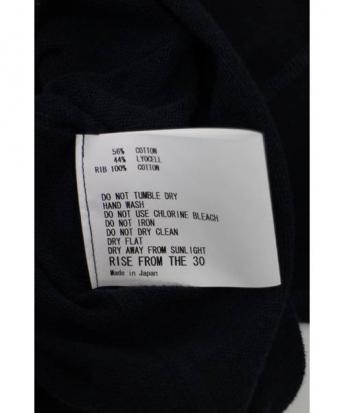 56% COTTON
44% LYOCELL
RIB 100% COTTON
DO NOT TUMBLE DRY
HAND WASH
DO NOT USE CHLORINE BLEACH
DO NOT IRON
DO NOT DRY CLEAN
DRY FLAT
DRY AWAY FROM SUNLIGHT
RISE FROM THE 30
Made in Japan